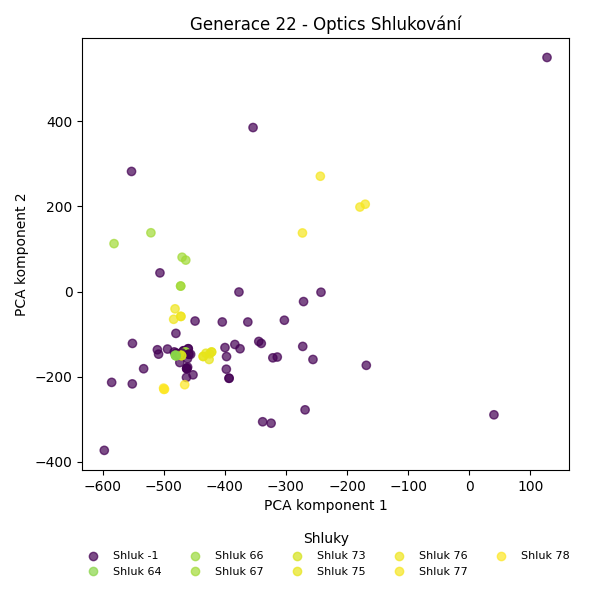 Generace 22 - Optics Shlukování
PCA komponent 2
400
200
0
−200
−400
−600 −500 −400 −300 −200 −100 0 100
PCA komponent 1
Shluky
Shluk -1 Shluk 66 Shluk 73 Shluk 76 Shluk 78
Shluk 64 Shluk 67 Shluk 75 Shluk 77